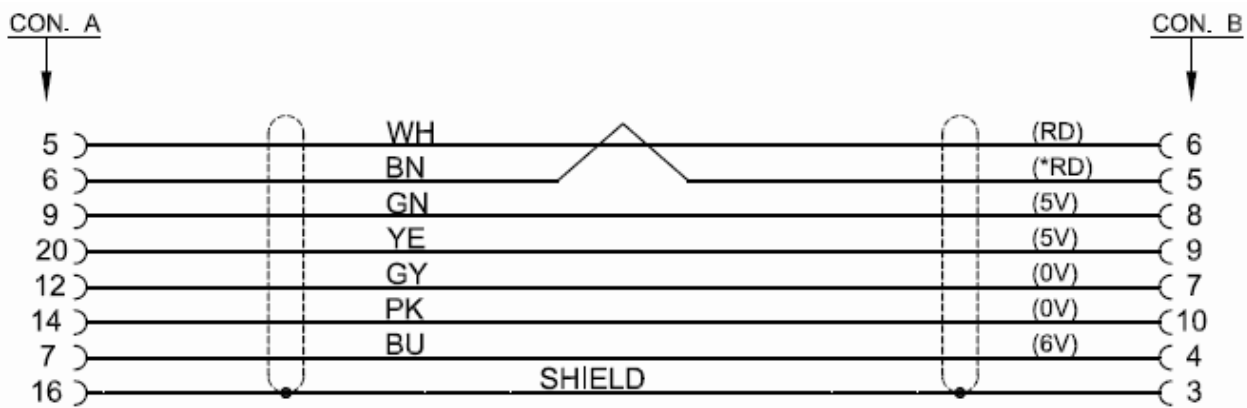 CON. A CON. B
5 WH (RD) 6
6 BN (*RD) 5
9 GN (5V) 8
20 YE (5V) 9
12 GY (0V) 7
14 PK (0V) 10
7 BU (6V) 4
16 SHIELD 3